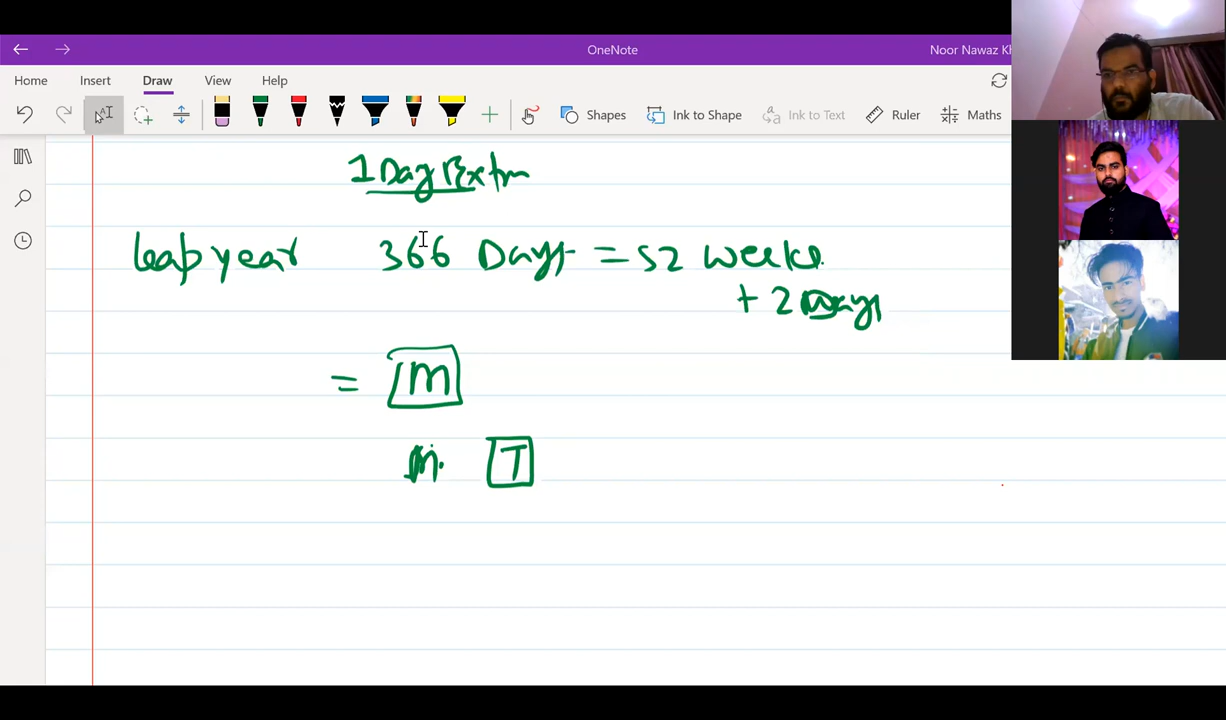 OneNote
Noor Nawaz Kh
Home Insert Draw View Help
Shapes Ink to Shape Ink to Text Ruler Maths
1 Day Extra
leap year 366 Days = 52 weeks
+ 2 Days
= M
M. T